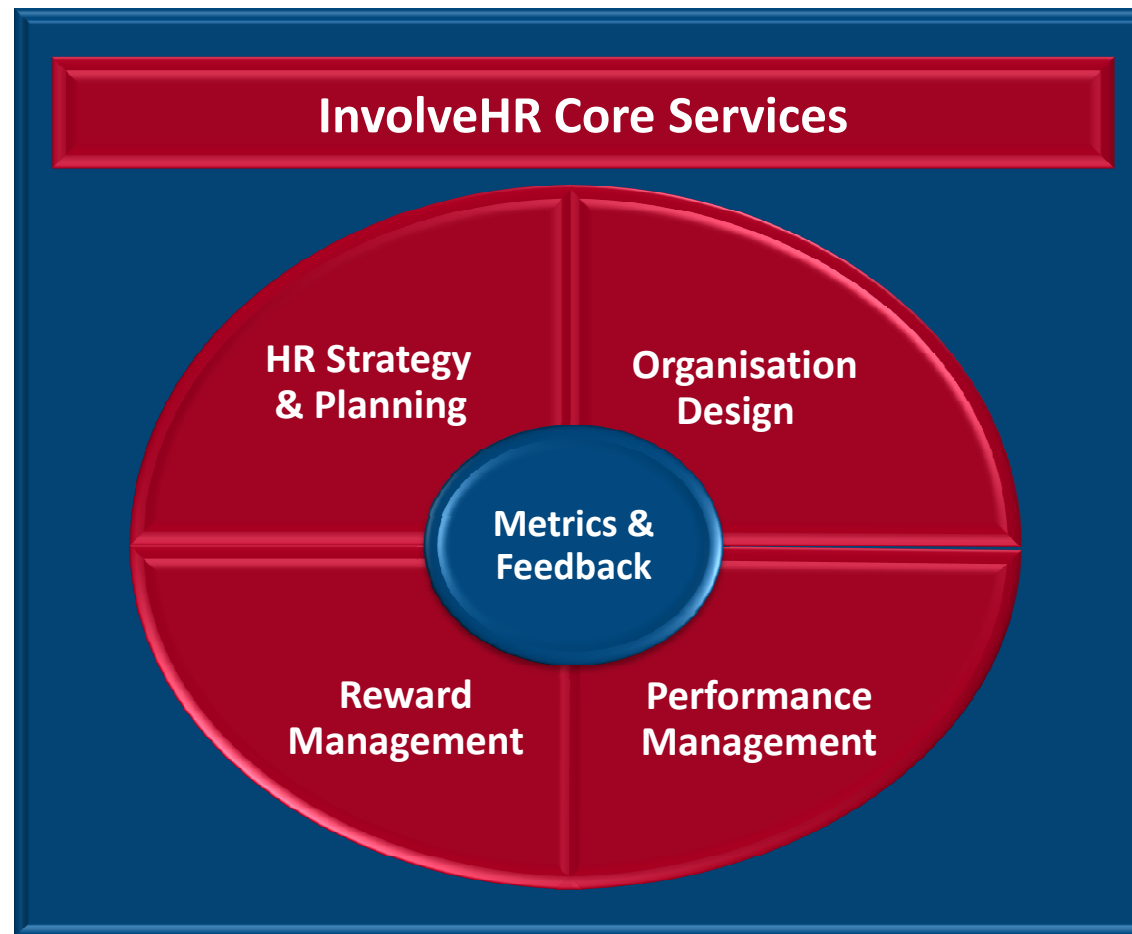 InvolveHR Core Services
HR Strategy
& Planning
Organisation
Design
Metrics &
Feedback
Reward
Management
Performance
Management